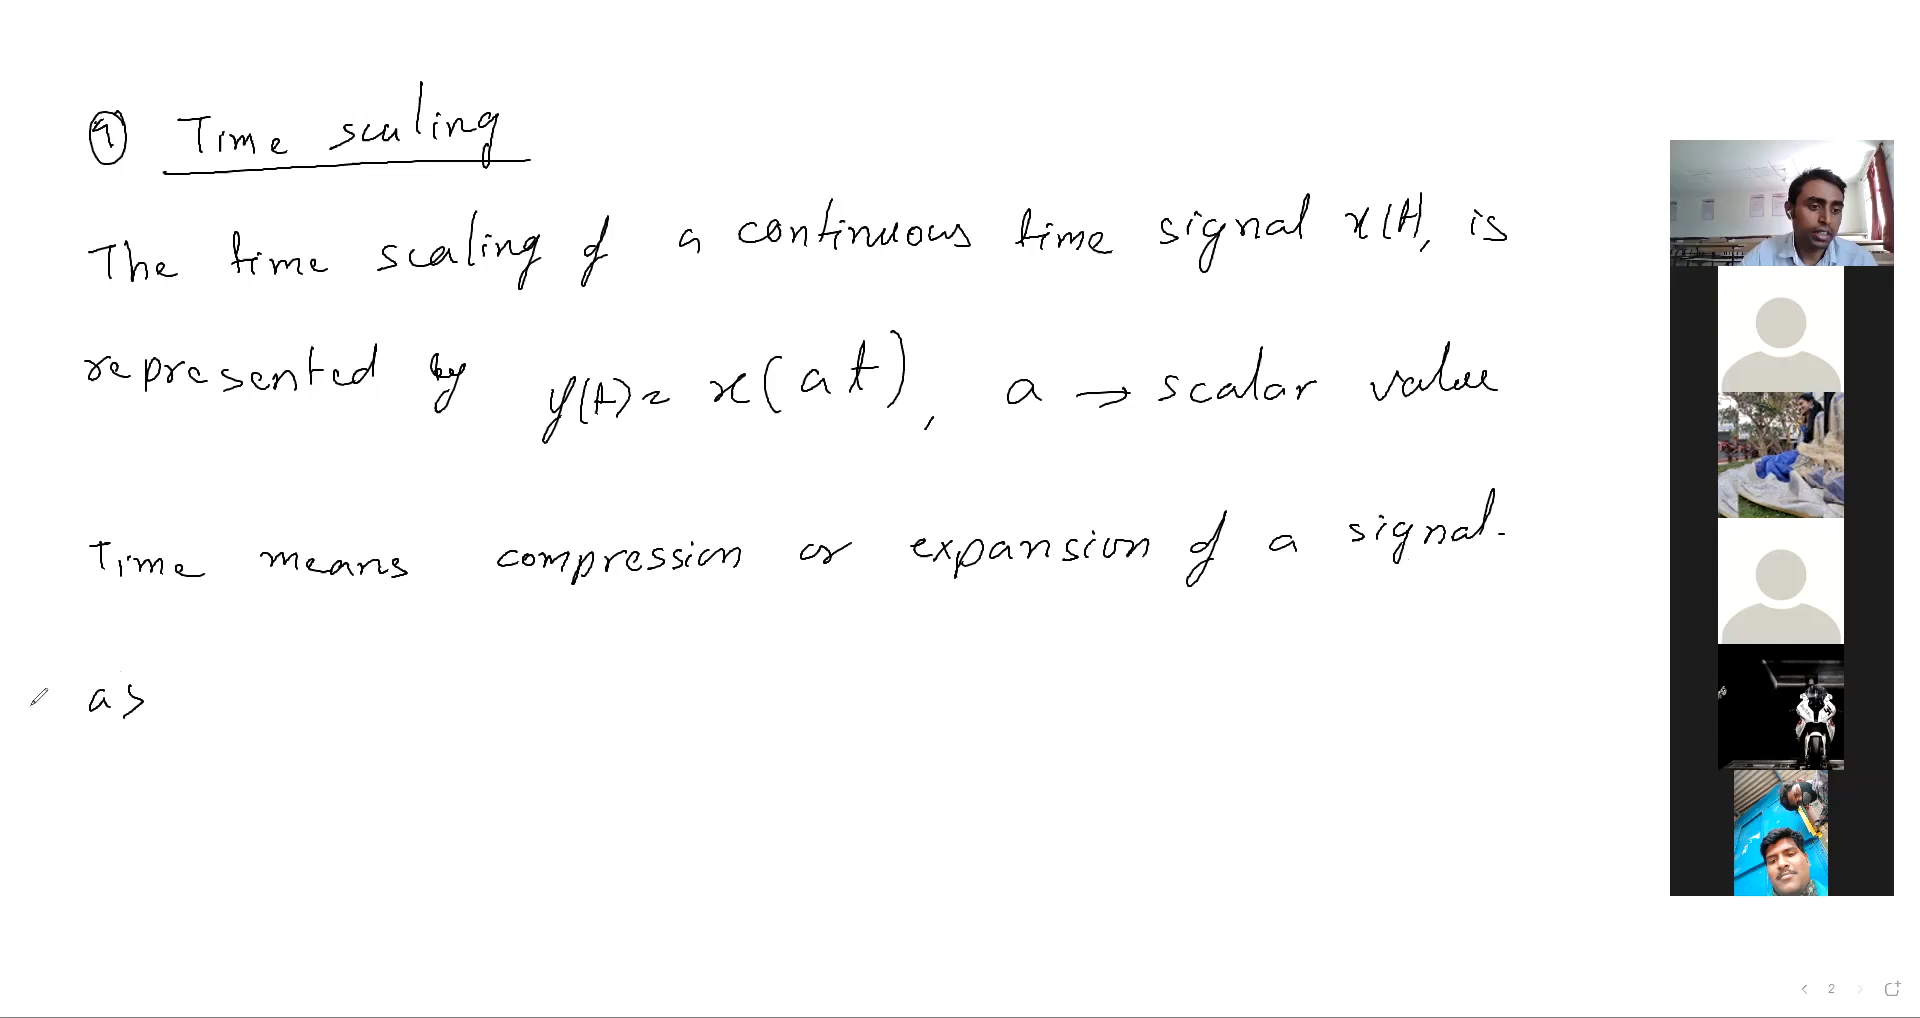 9 Time scaling
The time scaling of a continuous time signal x(t), is
represented by y(t) = x(at), a → scalar value
Time means compression or expansion of a signal.
a>
2